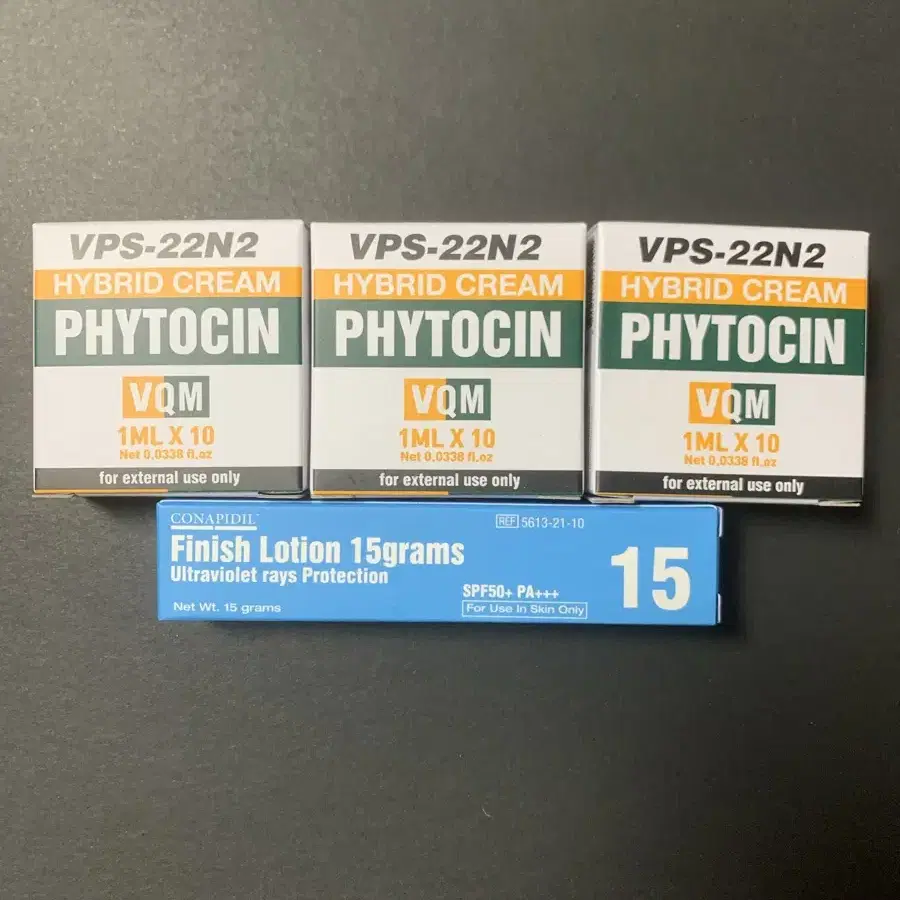 VPS-22N2
HYBRID CREAM
PHYTOCIN
VQM
1ML X 10
Net 0.0338 fl.oz
for external use only
VPS-22N2
HYBRID CREAM
PHYTOCIN
VQM
1ML X 10
Net 0.0338 fl.oz
for external use only
VPS-22N2
HYBRID CREAM
PHYTOCIN
VQM
1ML X 10
Net 0.0338 fl.oz
for external use only
CONAPIDIL™
REF 5613-21-10
Finish Lotion 15grams
Ultraviolet rays Protection
15
SPF50+ PA+++
Net Wt. 15 grams
For Use In Skin Only